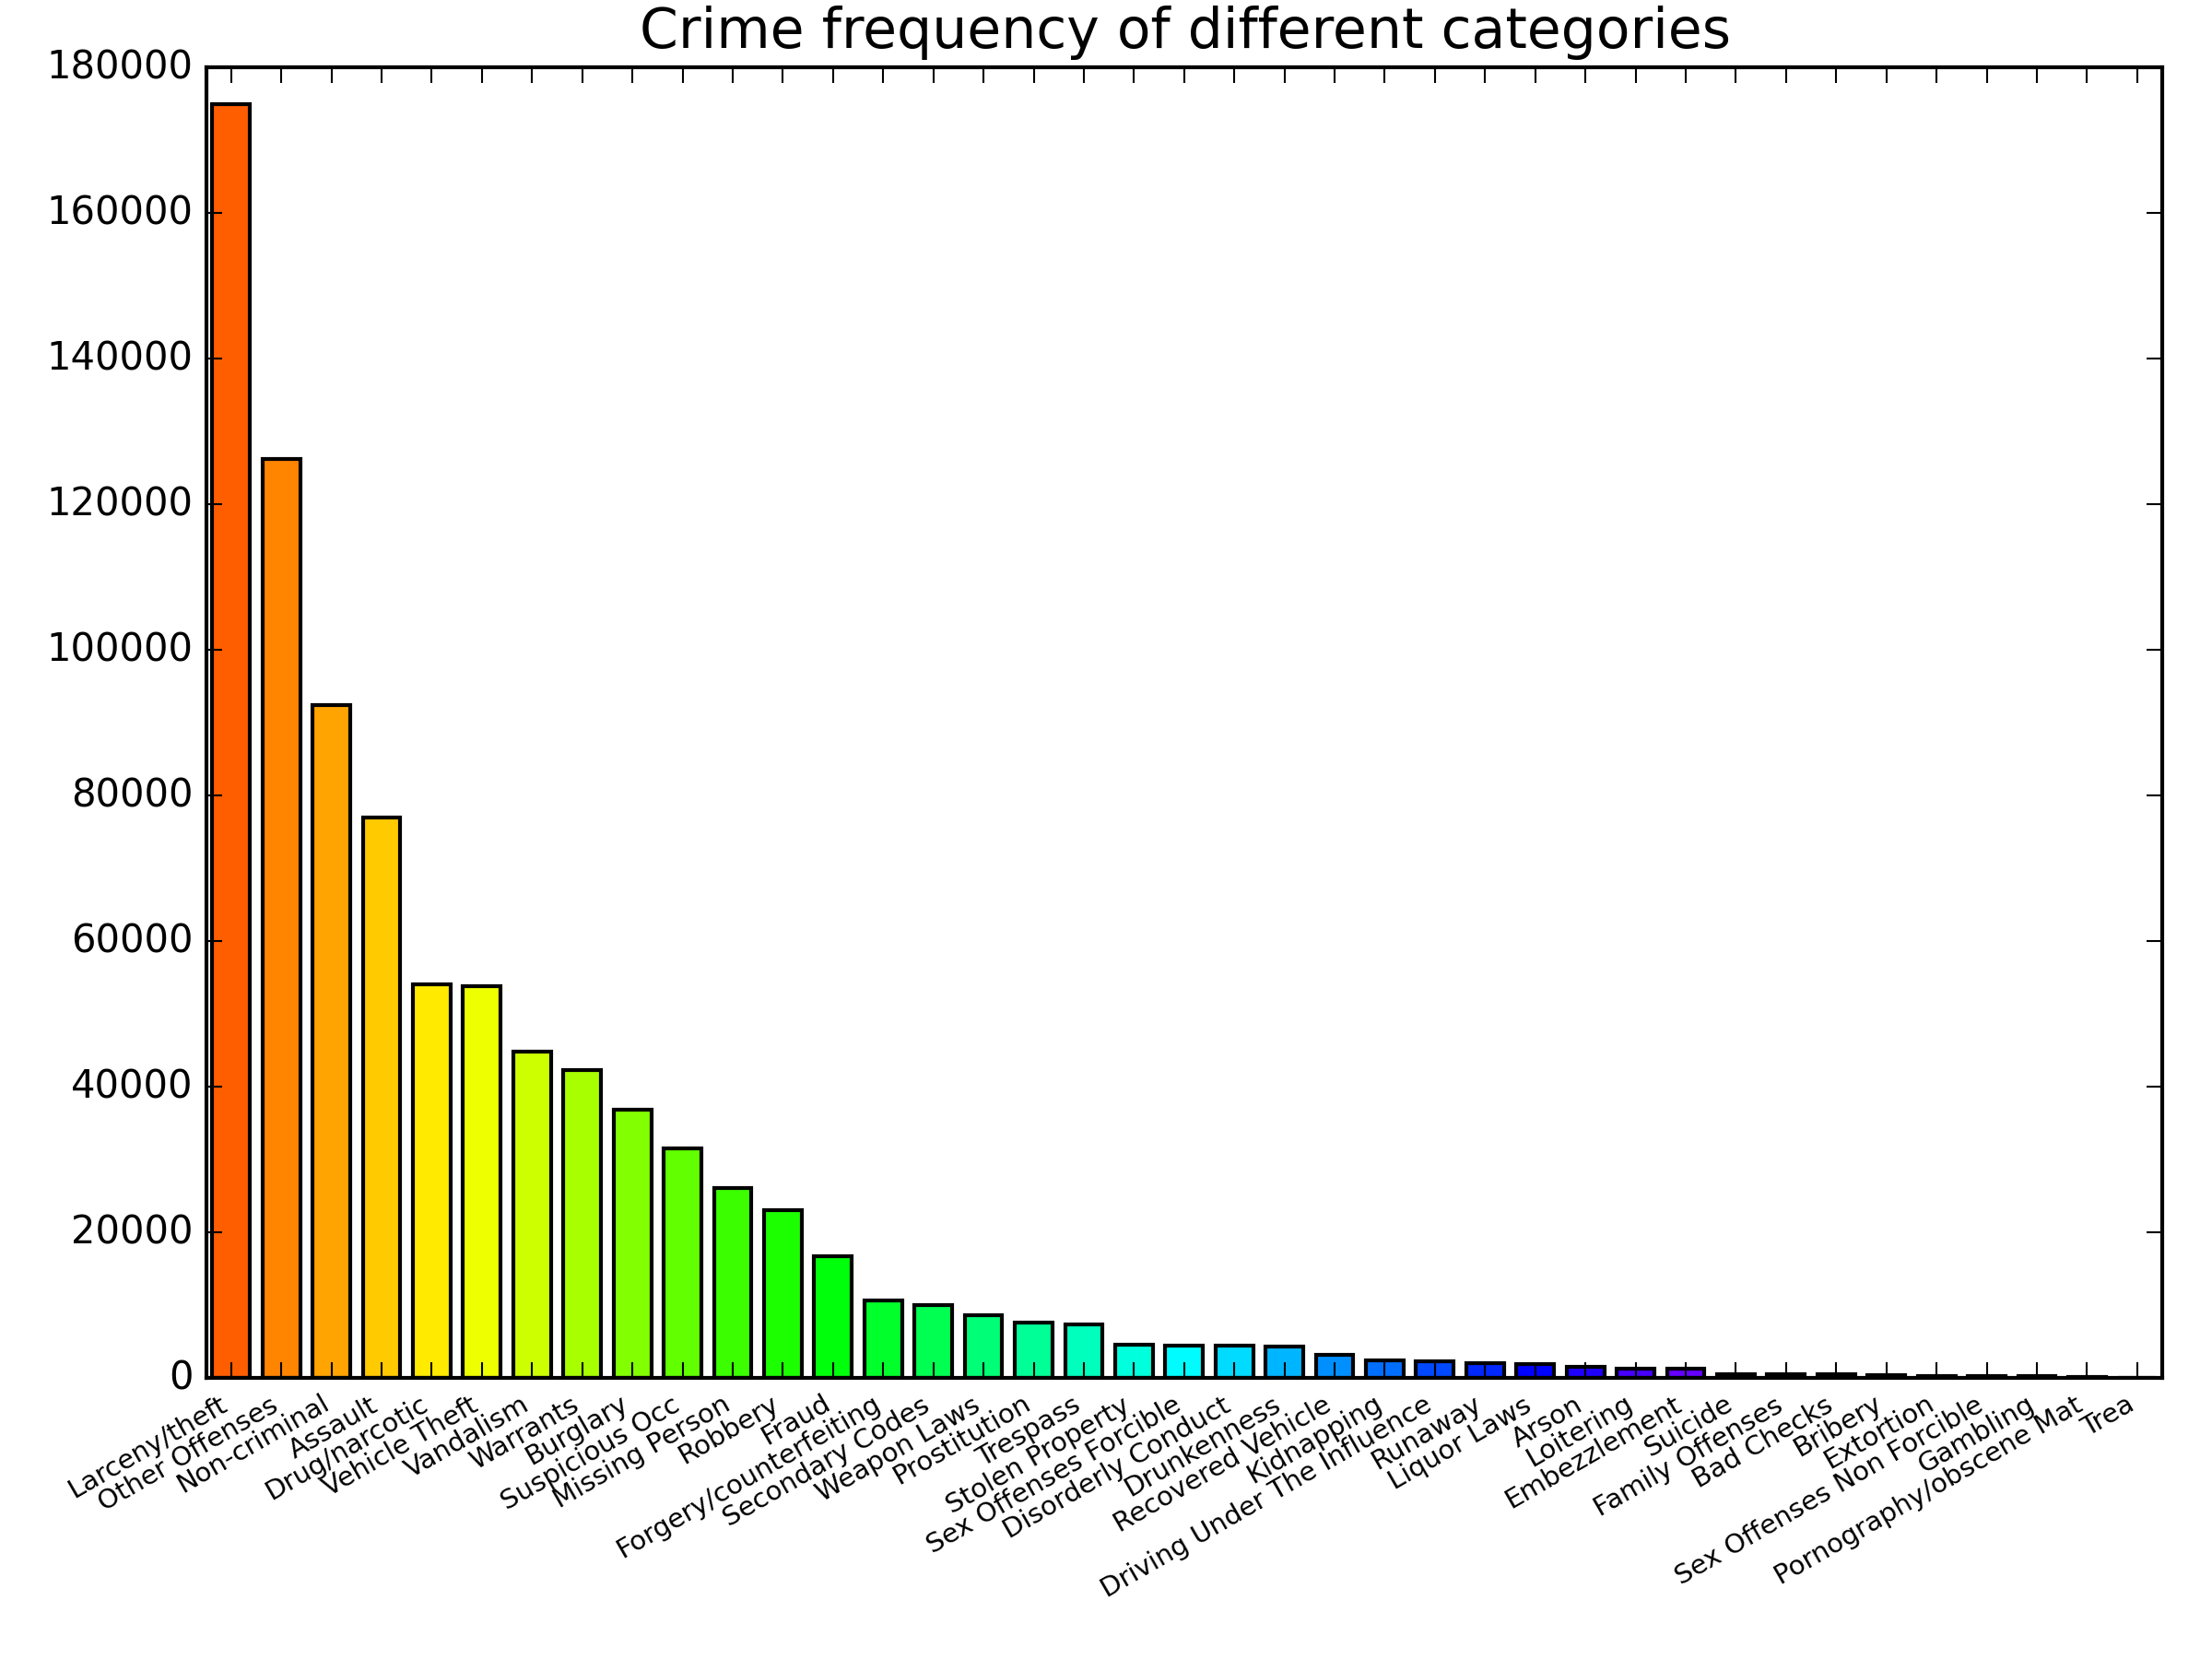 Crime frequency of different categories
180000
160000
140000
120000
100000
80000
60000
40000
20000
0
Larceny/theft
Other Offenses
Non-criminal
Assault
Drug/narcotic
Vehicle Theft
Vandalism
Warrants
Burglary
Suspicious Occ
Missing Person
Robbery
Fraud
Forgery/counterfeiting
Secondary Codes
Weapon Laws
Prostitution
Trespass
Stolen Property
Sex Offenses Forcible
Disorderly Conduct
Drunkenness
Recovered Vehicle
Kidnapping
Driving Under The Influence
Runaway
Liquor Laws
Arson
Loitering
Embezzlement
Suicide
Family Offenses
Bad Checks
Bribery
Extortion
Sex Offenses Non Forcible
Gambling
Pornography/obscene Mat
Trea